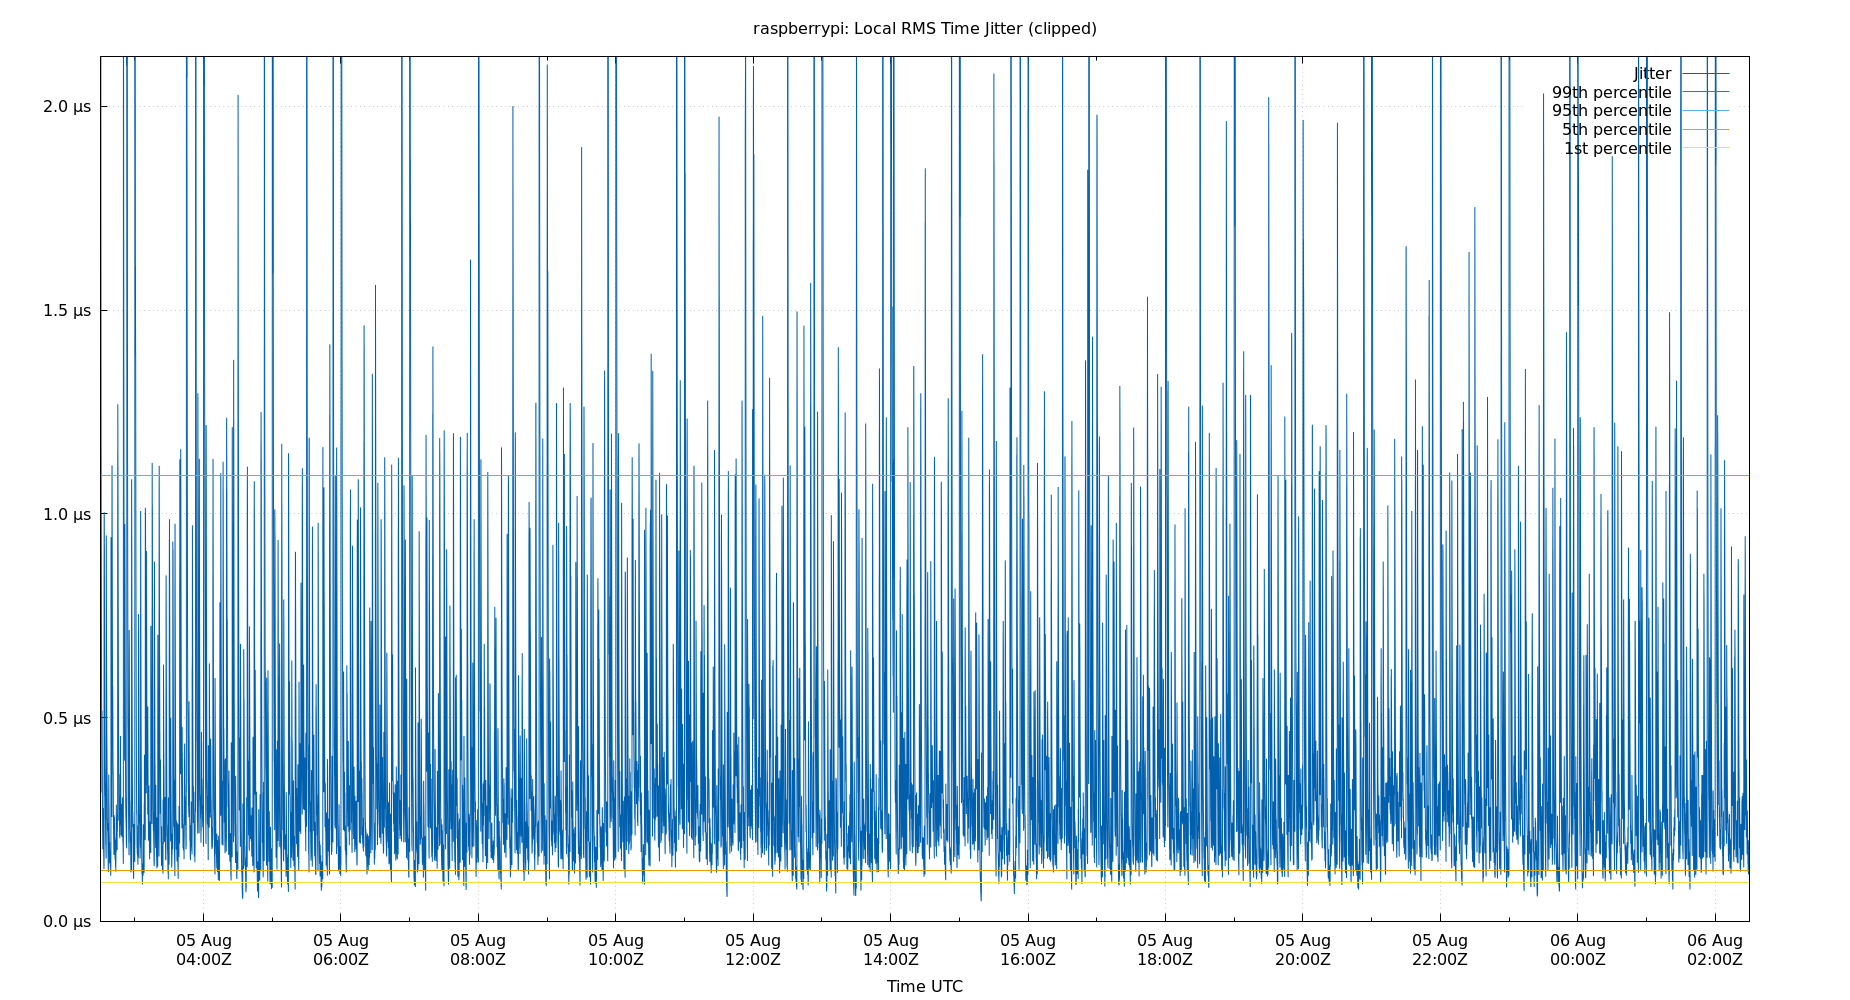 raspberrypi: Local RMS Time Jitter (clipped)
Jitter
99th percentile
95th percentile
5th percentile
1st percentile
2.0 μs
1.5 μs
1.0 μs
0.5 μs
0.0 μs
05 Aug 05 Aug 05 Aug 05 Aug 05 Aug 05 Aug 05 Aug 05 Aug 05 Aug 05 Aug 06 Aug 06 Aug
04:00Z 06:00Z 08:00Z 10:00Z 12:00Z 14:00Z 16:00Z 18:00Z 20:00Z 22:00Z 00:00Z 02:00Z
Time UTC